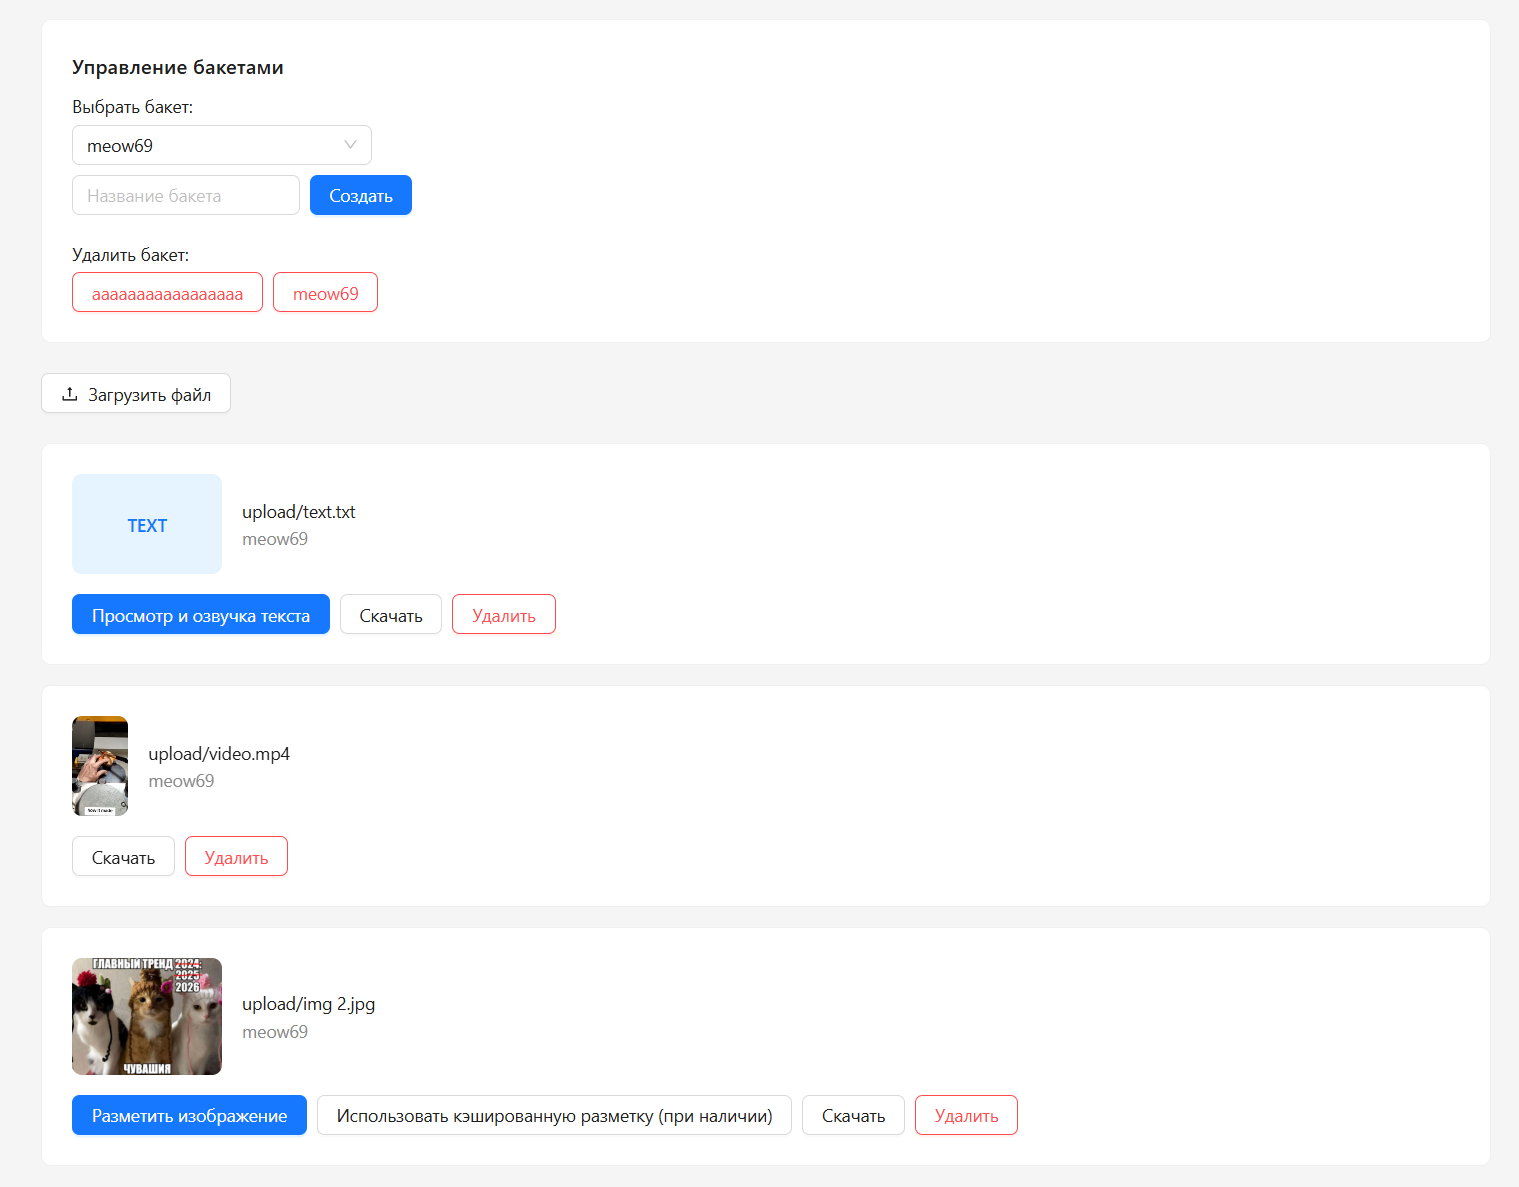 Управление бакетами
Выбрать бакет:
meow69
Название бакета
Создать
Удалить бакет:
aaaaaaaaaaaaaaaaa meow69
Загрузить файл
TEXT
upload/text.txt
meow69
Просмотр и озвучка текста Скачать Удалить
upload/video.mp4
meow69
Скачать Удалить
ГЛАВНЫЙ ТРЕНД 2024:
2025
2026
ЧУВАШИЯ
upload/img 2.jpg
meow69
Разметить изображение Использовать кэшированную разметку (при наличии) Скачать Удалить